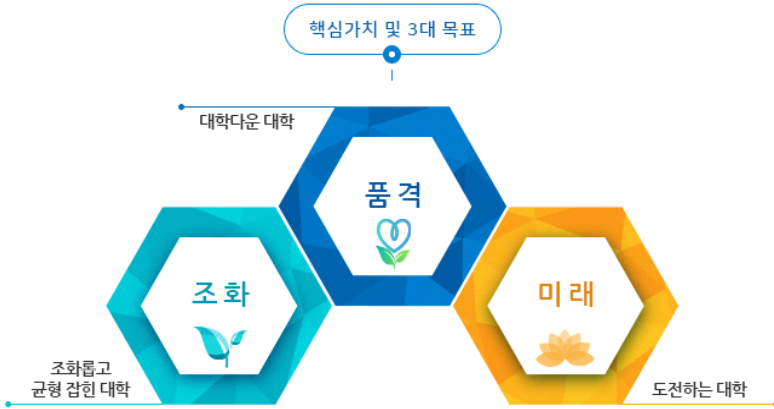 핵심가치 및 3대 목표
대학다운 대학
품격
조화
미래
조화롭고
균형 잡힌 대학
도전하는 대학